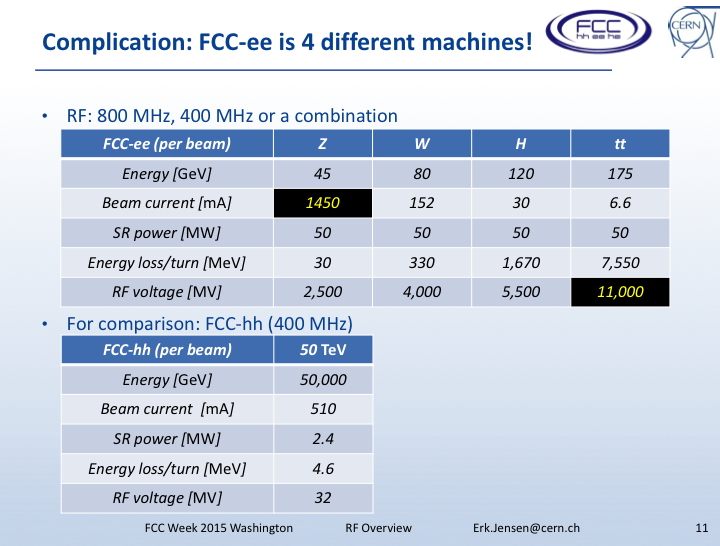 Complication: FCC-ee is 4 different machines!
FCC
hh ee he
CERN
• RF: 800 MHz, 400 MHz or a combination
FCC-ee (per beam) Z W H tt
Energy [GeV] 45 80 120 175
Beam current [mA] 1450 152 30 6.6
SR power [MW] 50 50 50 50
Energy loss/turn [MeV] 30 330 1,670 7,550
RF voltage [MV] 2,500 4,000 5,500 11,000
• For comparison: FCC-hh (400 MHz)
FCC-hh (per beam) 50 TeV
Energy [GeV] 50,000
Beam current [mA] 510
SR power [MW] 2.4
Energy loss/turn [MeV] 4.6
RF voltage [MV] 32
FCC Week 2015 Washington RF Overview Erk.Jensen@cern.ch 11